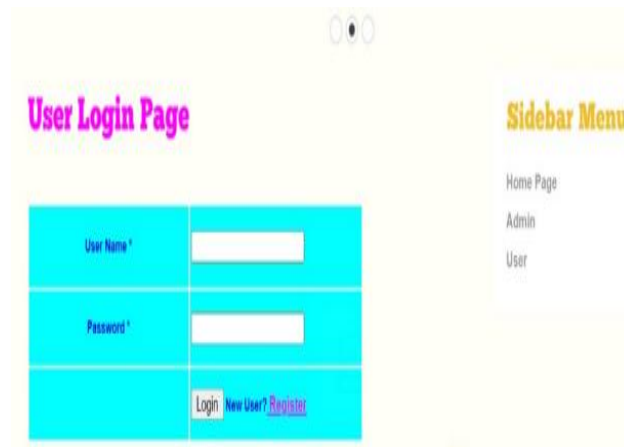 User Login Page
User Name *
Password *
Login New User? Register
Sidebar Menu
Home Page
Admin
User